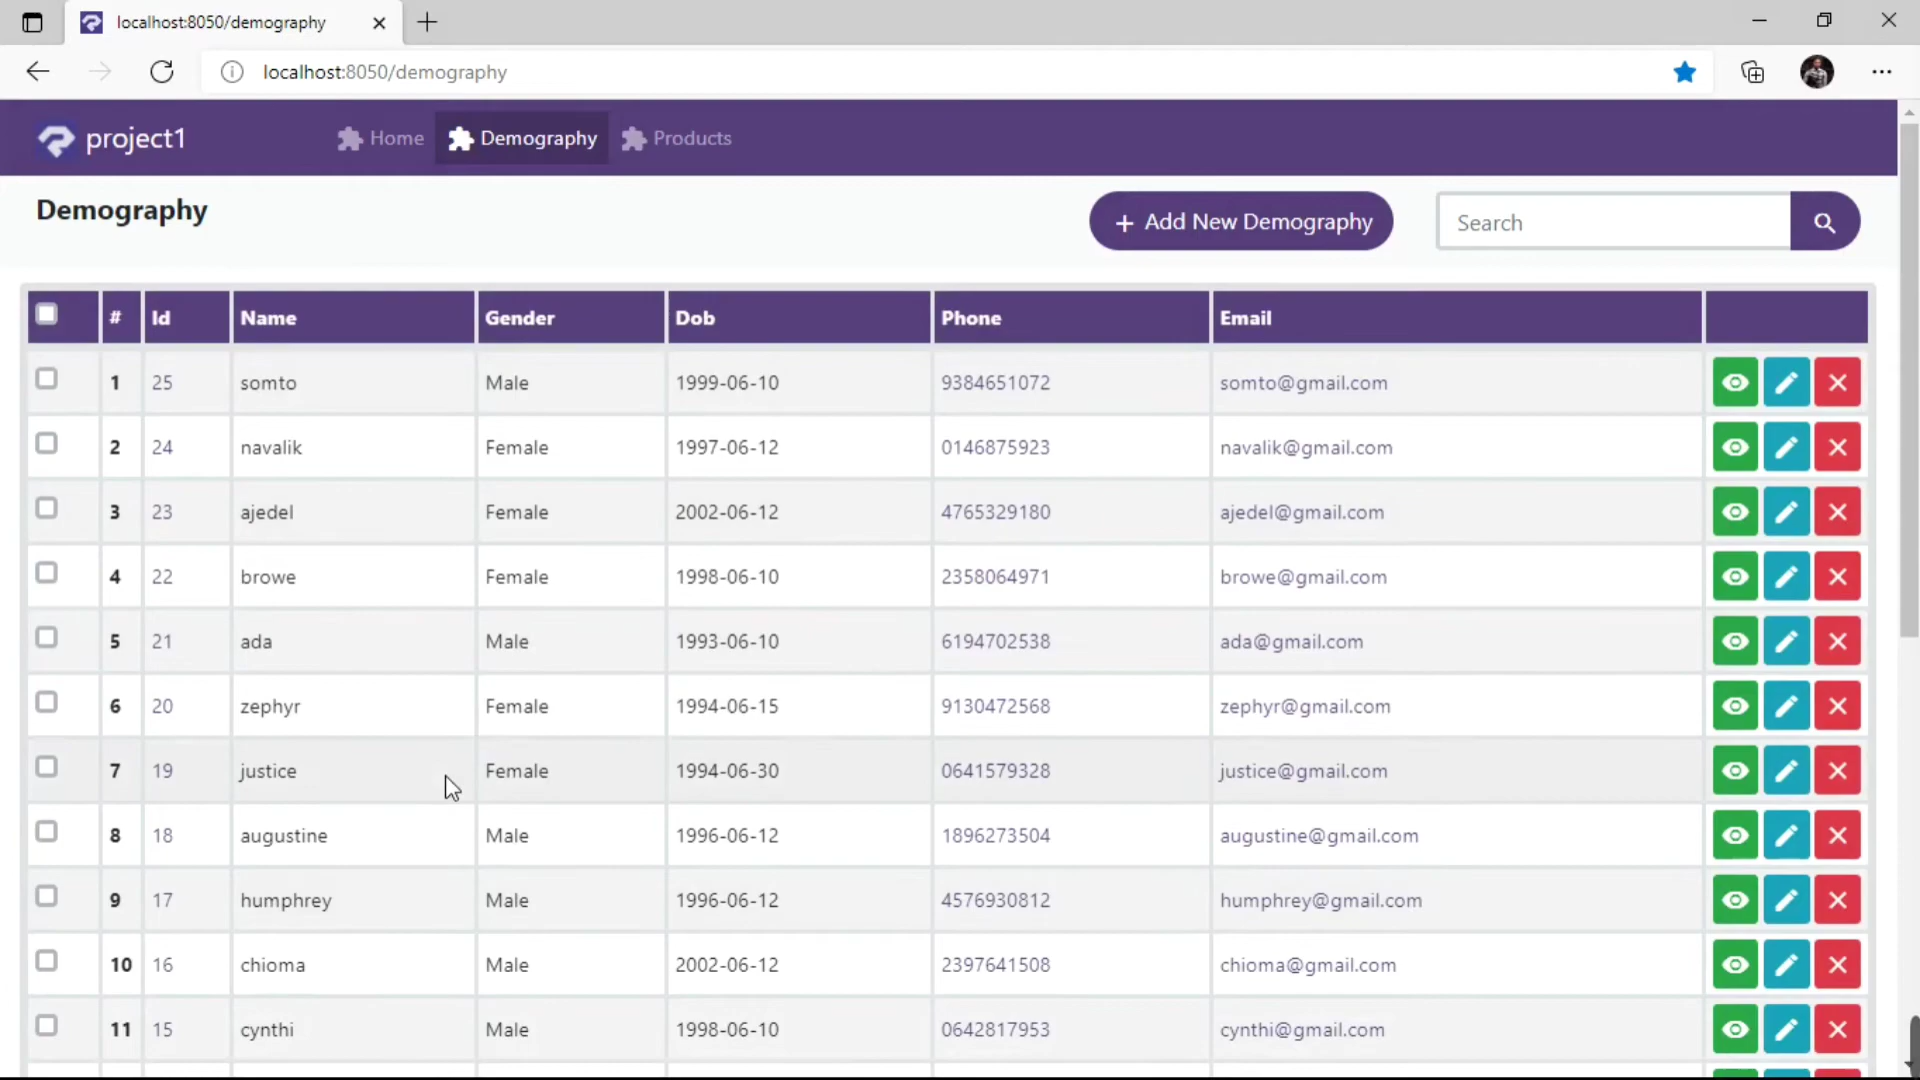 localhost:8050/demography
localhost:8050/demography
project1 Home Demography Products
Demography + Add New Demography Search
# Id Name Gender Dob Phone Email
1 25 somto Male 1999-06-10 9384651072 somto@gmail.com
2 24 navalik Female 1997-06-12 0146875923 navalik@gmail.com
3 23 ajedel Female 2002-06-12 4765329180 ajedel@gmail.com
4 22 browe Female 1998-06-10 2358064971 browe@gmail.com
5 21 ada Male 1993-06-10 6194702538 ada@gmail.com
6 20 zephyr Female 1994-06-15 9130472568 zephyr@gmail.com
7 19 justice Female 1994-06-30 0641579328 justice@gmail.com
8 18 augustine Male 1996-06-12 1896273504 augustine@gmail.com
9 17 humphrey Male 1996-06-12 4576930812 humphrey@gmail.com
10 16 chioma Male 2002-06-12 2397641508 chioma@gmail.com
11 15 cynthi Male 1998-06-10 0642817953 cynthi@gmail.com